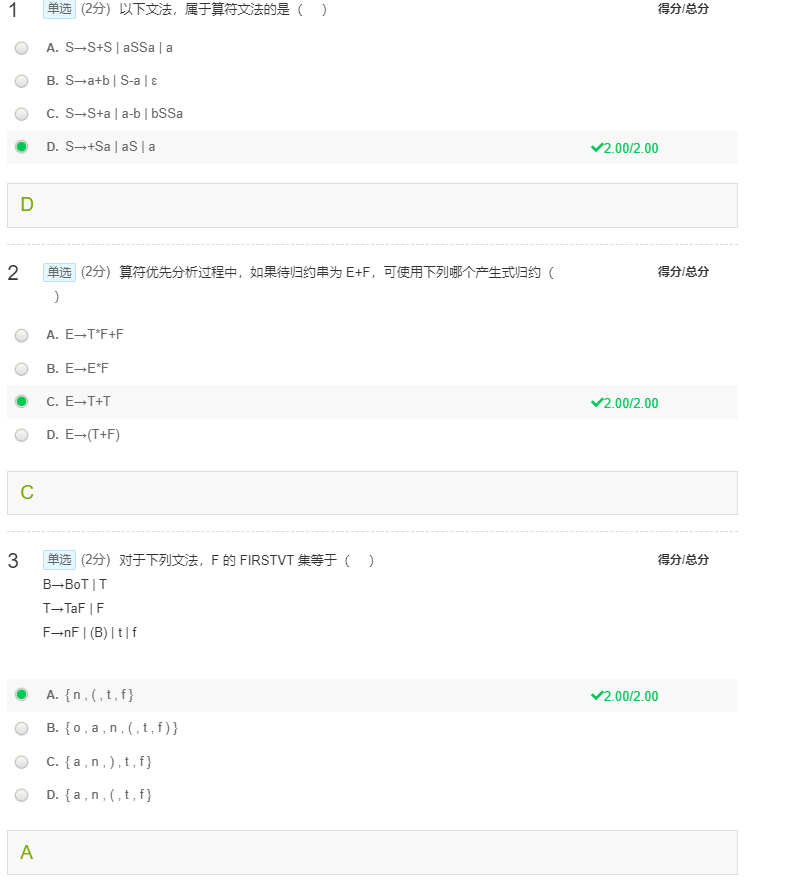 1 单选 (2分) 以下文法，属于算符文法的是（ ） 得分/总分
A. S→S+S | aSSa | a
B. S→a+b | S-a | ε
C. S→S+a | a-b | bSSa
D. S→+Sa | aS | a 2.00/2.00
D
2 单选 (2分) 算符优先分析过程中，如果待归约串为 E+F，可使用下列哪个产生式归约（ 得分/总分
）
A. E→T*F+F
B. E→E*F
C. E→T+T 2.00/2.00
D. E→(T+F)
C
3 单选 (2分) 对于下列文法，F 的 FIRSTVT 集等于（ ） 得分/总分
B→BoT | T
T→TaF | F
F→nF | (B) | t | f
A. { n , ( , t , f } 2.00/2.00
B. { o , a , n , ( , t , f ) }
C. { a , n , ) , t , f }
D. { a , n , ( , t , f }
A